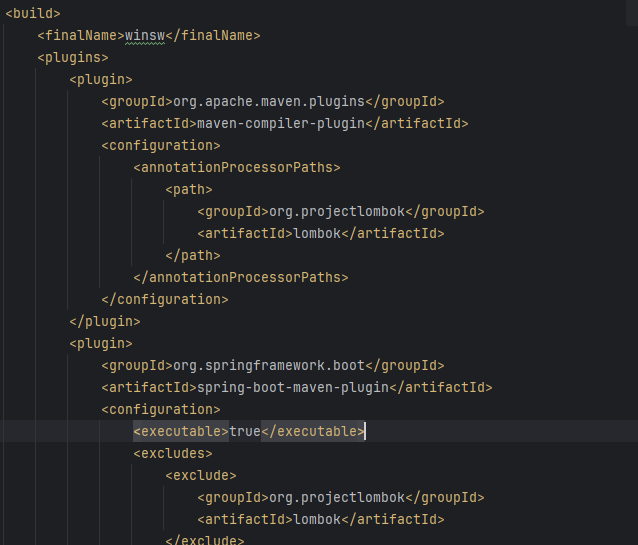 <build>
<finalName>winsw</finalName>
<plugins>
<plugin>
<groupId>org.apache.maven.plugins</groupId>
<artifactId>maven-compiler-plugin</artifactId>
<configuration>
<annotationProcessorPaths>
<path>
<groupId>org.projectlombok</groupId>
<artifactId>lombok</artifactId>
</path>
</annotationProcessorPaths>
</configuration>
</plugin>
<plugin>
<groupId>org.springframework.boot</groupId>
<artifactId>spring-boot-maven-plugin</artifactId>
<configuration>
<executable>true</executable>
<excludes>
<exclude>
<groupId>org.projectlombok</groupId>
<artifactId>lombok</artifactId>
</exclude>